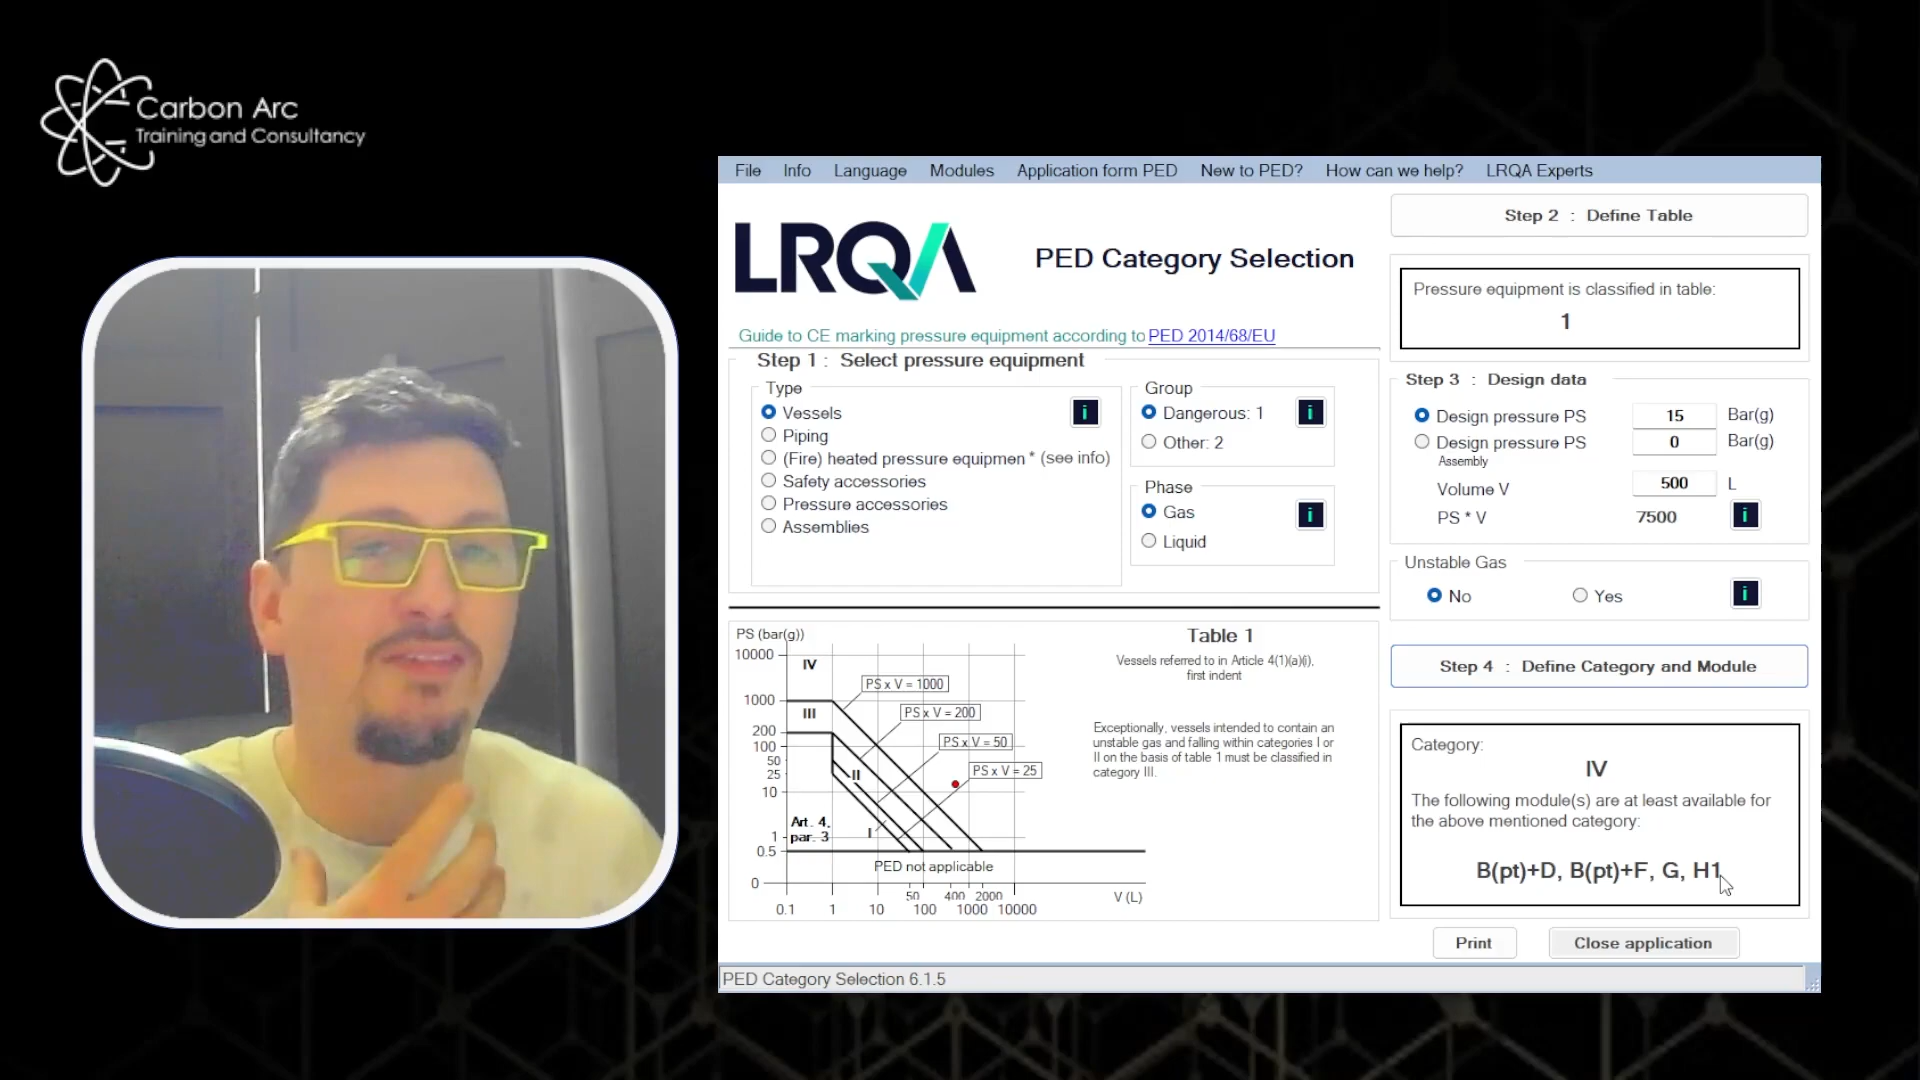 Carbon Arc
Training and Consultancy
File Info Language Modules Application form PED New to PED? How can we help? LRQA Experts
LRQA
PED Category Selection
Guide to CE marking pressure equipment according to PED 2014/68/EU
Step 1 : Select pressure equipment
Type
Vessels
i
Piping
(Fire) heated pressure equipmen * (see info)
Safety accessories
Pressure accessories
Assemblies
Group
Dangerous: 1
i
Other: 2
Phase
Gas
i
Liquid
Step 2 : Define Table
Pressure equipment is classified in table:
1
Step 3 : Design data
Design pressure PS 15 Bar(g)
Design pressure PS 0 Bar(g)
Assembly
Volume V 500 L
PS * V 7500 i
Unstable Gas
No Yes i
Step 4 : Define Category and Module
Category:
IV
The following module(s) are at least available for
the above mentioned category:
B(pt)+D, B(pt)+F, G, H1
Print Close application
PS (bar(g))
10000
1000
200
100
50
25
10
1
0.5
0
IV
III
II
I
PS x V = 1000
PS x V = 200
PS x V = 50
PS x V = 25
Art. 4,
par. 3
PED not applicable
50 400 2000
0.1 1 10 100 1000 10000
V (L)
Table 1
Vessels referred to in Article 4(1)(a)(i),
first indent
Exceptionally, vessels intended to contain an
unstable gas and falling within categories I or
II on the basis of table 1 must be classified in
category III.
PED Category Selection 6.1.5